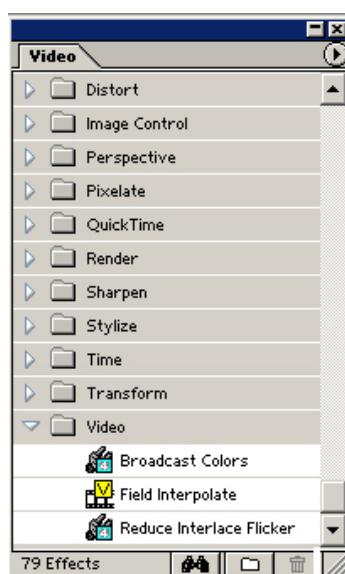 Video
Distort
Image Control
Perspective
Pixelate
QuickTime
Render
Sharpen
Stylize
Time
Transform
Video
Broadcast Colors
Field Interpolate
Reduce Interlace Flicker
79 Effects